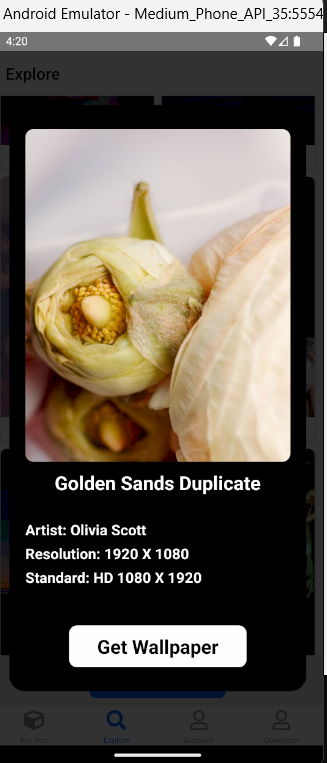 Android Emulator - Medium_Phone_API_35:5554
4:20
Explore
Golden Sands Duplicate
Artist: Olivia Scott
Resolution: 1920 X 1080
Standard: HD 1080 X 1920
Get Wallpaper
For You
Explore
Account
Generator